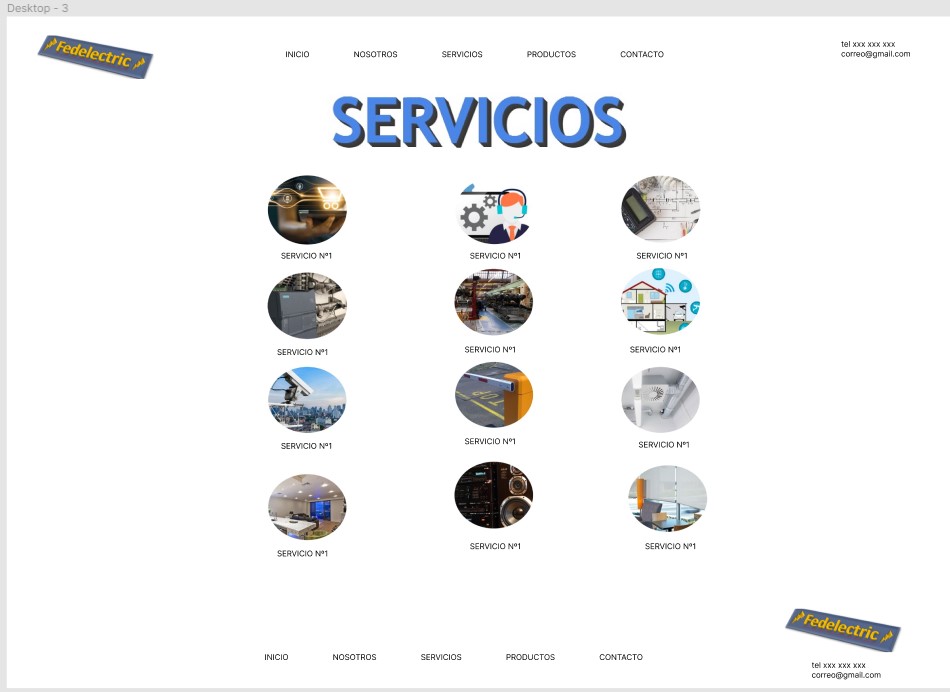 Desktop - 3
Fedelectric
INICIO NOSOTROS SERVICIOS PRODUCTOS CONTACTO
tel xxx xxx xxx
correo@gmail.com
SERVICIOS
SERVICIO Nº1 SERVICIO Nº1 SERVICIO Nº1
SERVICIO Nº1 SERVICIO Nº1 SERVICIO Nº1
TOP
SERVICIO Nº1 SERVICIO Nº1 SERVICIO Nº1
SERVICIO Nº1 SERVICIO Nº1 SERVICIO Nº1
Fedelectric
INICIO NOSOTROS SERVICIOS PRODUCTOS CONTACTO
tel xxx xxx xxx
correo@gmail.com